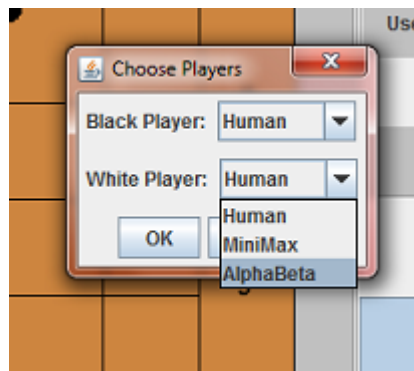 Use
Choose Players
Black Player: Human
White Player: Human
Human
MiniMax
AlphaBeta
OK